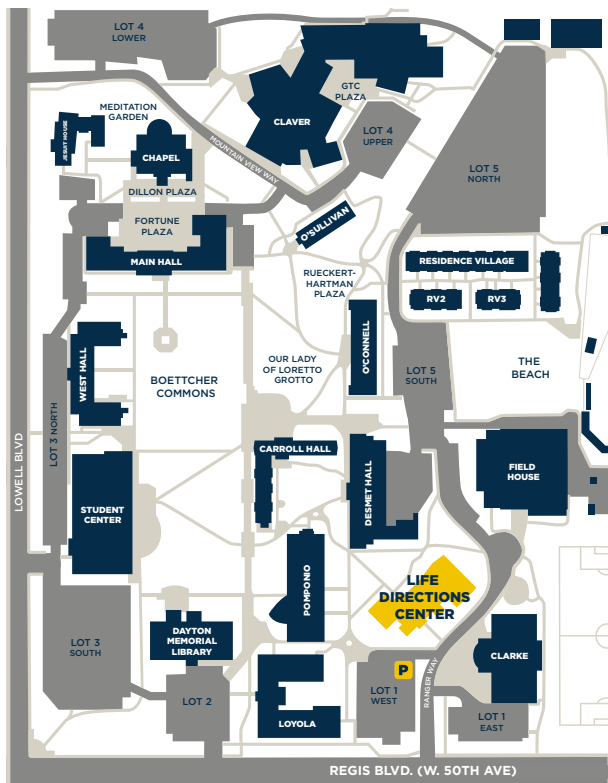 LOT 4
LOWER
GTC
PLAZA
MEDITATION
GARDEN
JESUIT HOUSE
CLAVER
LOT 4
UPPER
CHAPEL
MOUNTAIN VIEW WAY
LOT 5
NORTH
DILLON PLAZA
FORTUNE
PLAZA
O'SULLIVAN
MAIN HALL
RESIDENCE VILLAGE
RUECKERT-
HARTMAN
PLAZA
RV2
RV3
O'CONNELL
WEST HALL
OUR LADY
OF LORETTO
GROTTO
LOT 5
SOUTH
THE
BEACH
BOETTCHER
COMMONS
LOT 3 NORTH
LOWELL BLVD
CARROLL HALL
DESMET HALL
FIELD
HOUSE
STUDENT
CENTER
POMPONIO
LIFE
DIRECTIONS
CENTER
DAYTON
MEMORIAL
LIBRARY
LOT 3
SOUTH
CLARKE
P
RANGER WAY
LOT 2
LOT 1
WEST
LOYOLA
LOT 1
EAST
REGIS BLVD. (W. 50TH AVE)